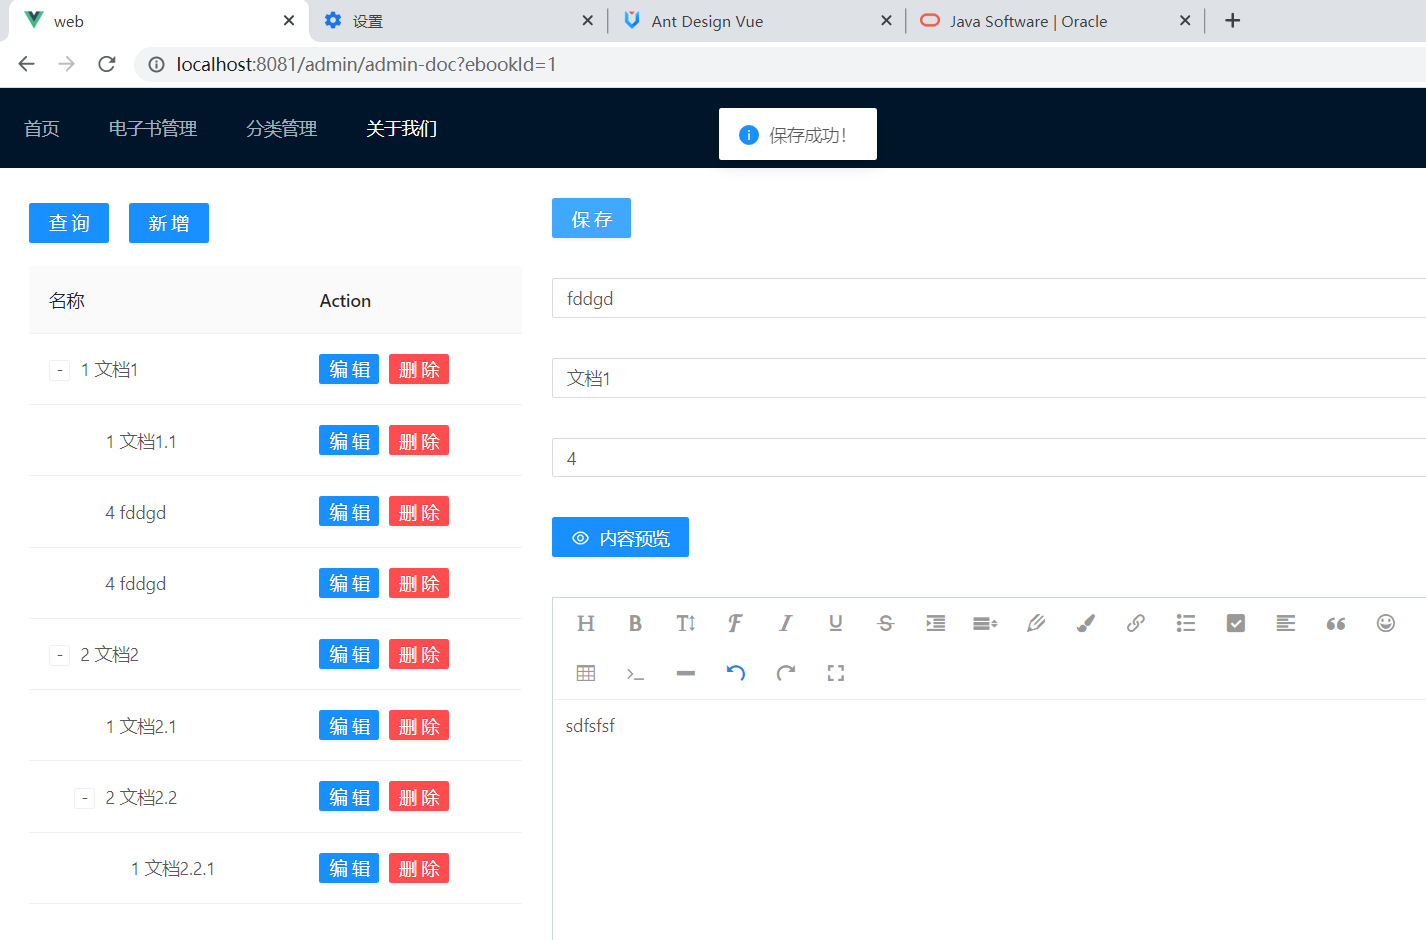 web
设置
Ant Design Vue
Java Software | Oracle
localhost:8081/admin/admin-doc?ebookId=1
首页 电子书管理 分类管理 关于我们
保存成功！
查询 新增
名称 Action
- 1 文档1 编辑 删除
1 文档1.1 编辑 删除
4 fddgd 编辑 删除
4 fddgd 编辑 删除
- 2 文档2 编辑 删除
1 文档2.1 编辑 删除
- 2 文档2.2 编辑 删除
1 文档2.2.1 编辑 删除
保存
fddgd
文档1
4
内容预览
sdfsfsf